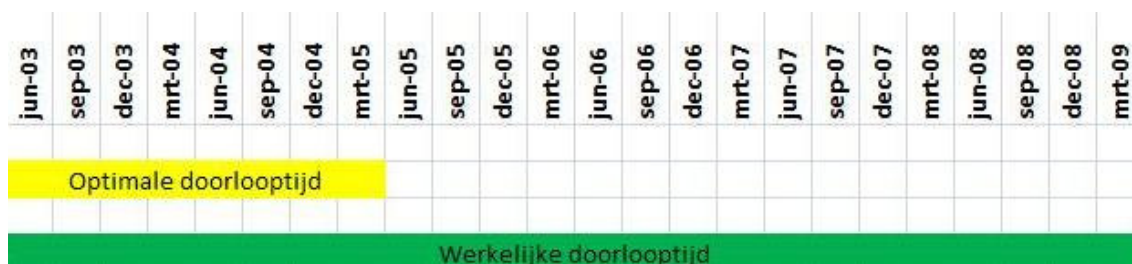 jun-03 sep-03 dec-03 mrt-04 jun-04 sep-04 dec-04 mrt-05 jun-05 sep-05 dec-05 mrt-06 jun-06 sep-06 dec-06 mrt-07 jun-07 sep-07 dec-07 mrt-08 jun-08 sep-08 dec-08 mrt-09
Optimale doorlooptijd
Werkelijke doorlooptijd